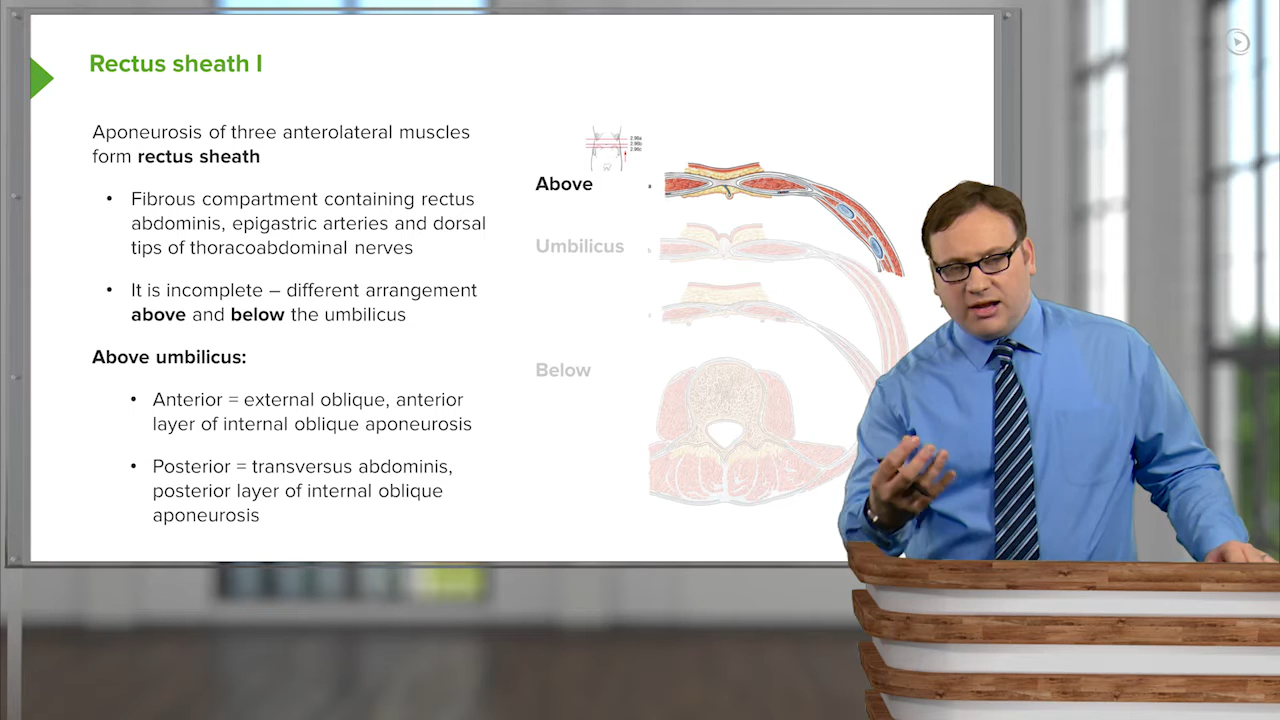 Rectus sheath I
Aponeurosis of three anterolateral muscles
form rectus sheath
• Fibrous compartment containing rectus
abdominis, epigastric arteries and dorsal
tips of thoracoabdominal nerves
• It is incomplete – different arrangement
above and below the umbilicus
Above umbilicus:
• Anterior = external oblique, anterior
layer of internal oblique aponeurosis
• Posterior = transversus abdominis,
posterior layer of internal oblique
aponeurosis
Above
Umbilicus
Below